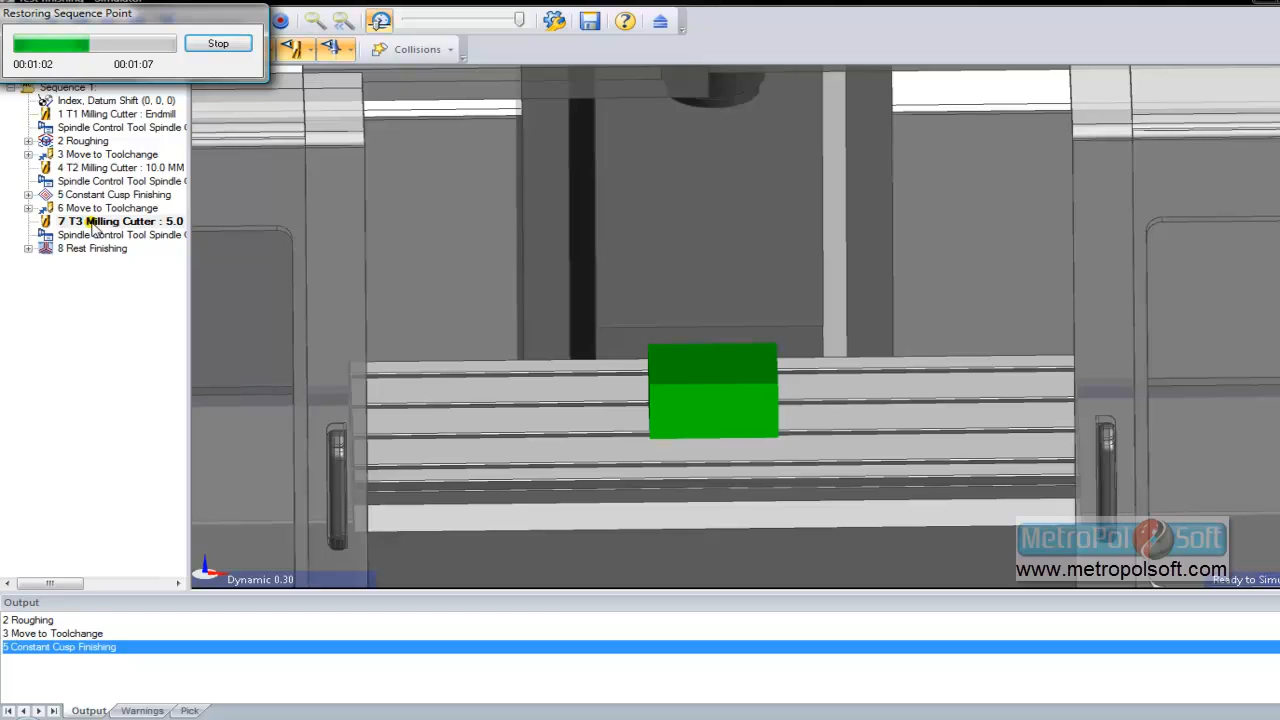 Restoring Sequence Point
Stop
00:01:02 00:01:07
Collisions
Sequence 1:
Index, Datum Shift (0, 0, 0)
1 T1 Milling Cutter : Endmill
Spindle Control Tool Spindle
2 Roughing
3 Move to Toolchange
4 T2 Milling Cutter : 10.0 MM
Spindle Control Tool Spindle
5 Constant Cusp Finishing
6 Move to Toolchange
7 T3 Milling Cutter : 5.0
Spindle Control Tool Spindle
8 Rest Finishing
MetroPol Soft
www.metropolsoft.com
Dynamic 0.30
Ready to
Output
2 Roughing
3 Move to Toolchange
5 Constant Cusp Finishing
Output Warnings Pick